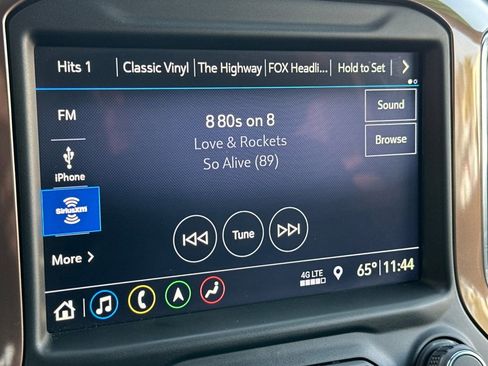 Hits 1 | Classic Vinyl | The Highway | FOX Headli... | Hold to Set
FM
8 80s on 8
Sound
Love & Rockets
Browse
So Alive (89)
iPhone
SiriusXM
Tune
More
4G LTE
65° 11:44